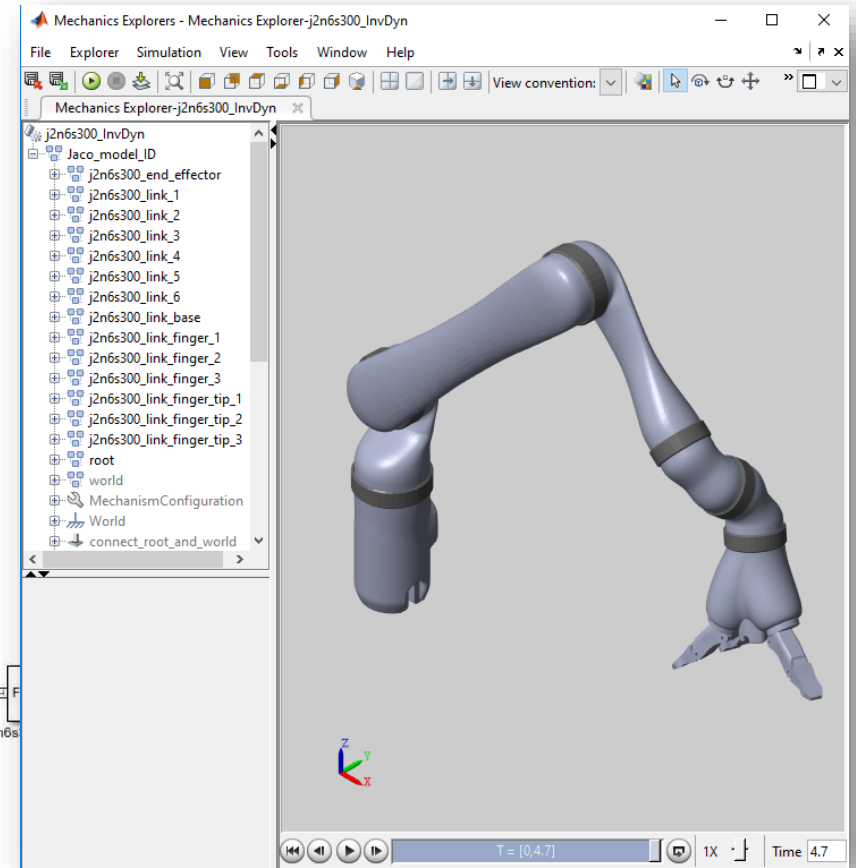 Mechanics Explorers - Mechanics Explorer-j2n6s300_InvDyn
File Explorer Simulation View Tools Window Help
View convention:
Mechanics Explorer-j2n6s300_InvDyn
j2n6s300_InvDyn
Jaco_model_ID
j2n6s300_end_effector
j2n6s300_link_1
j2n6s300_link_2
j2n6s300_link_3
j2n6s300_link_4
j2n6s300_link_5
j2n6s300_link_6
j2n6s300_link_base
j2n6s300_link_finger_1
j2n6s300_link_finger_2
j2n6s300_link_finger_3
j2n6s300_link_finger_tip_1
j2n6s300_link_finger_tip_2
j2n6s300_link_finger_tip_3
root
world
MechanismConfiguration
World
connect_root_and_world
F
n6s
Z
Y
X
T = [0,4.7] 1X Time 4.7